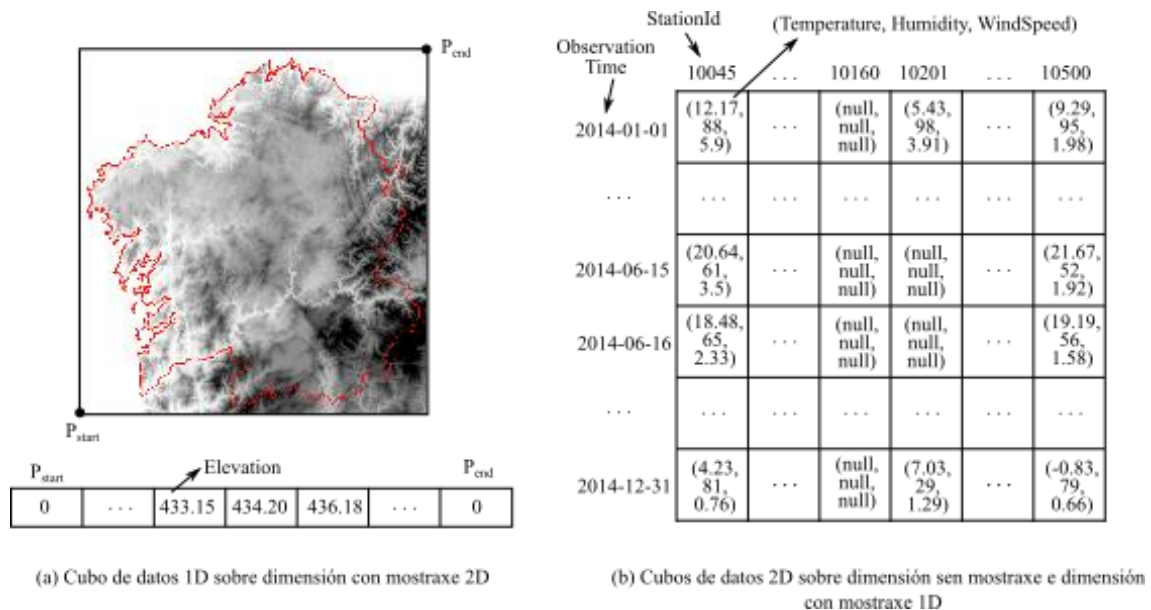 P_end
P_start
P_start
Elevation
P_end
0 ... 433.15 434.20 436.18 ... 0
(a) Cubo de datos 1D sobre dimensión con mostraxe 2D
StationId
(Temperature, Humidity, WindSpeed)
Observation
Time
10045 ... 10160 10201 ... 10500
2014-01-01
(12.17,
88,
5.9)
...
(null,
null,
null)
(5.43,
98,
3.91)
...
(9.29,
95,
1.98)
... ... ... ... ... ... ...
2014-06-15
(20.64,
61,
3.5)
...
(null,
null,
null)
(null,
null,
null)
...
(21.67,
52,
1.92)
2014-06-16
(18.48,
65,
2.33)
...
(null,
null,
null)
(null,
null,
null)
...
(19.19,
56,
1.58)
... ... ... ... ... ... ...
2014-12-31
(4.23,
81,
0.76)
...
(null,
null,
null)
(7.03,
29,
1.29)
...
(-0.83,
79,
0.66)
(b) Cubos de datos 2D sobre dimensión sen mostraxe e dimensión
con mostraxe 1D